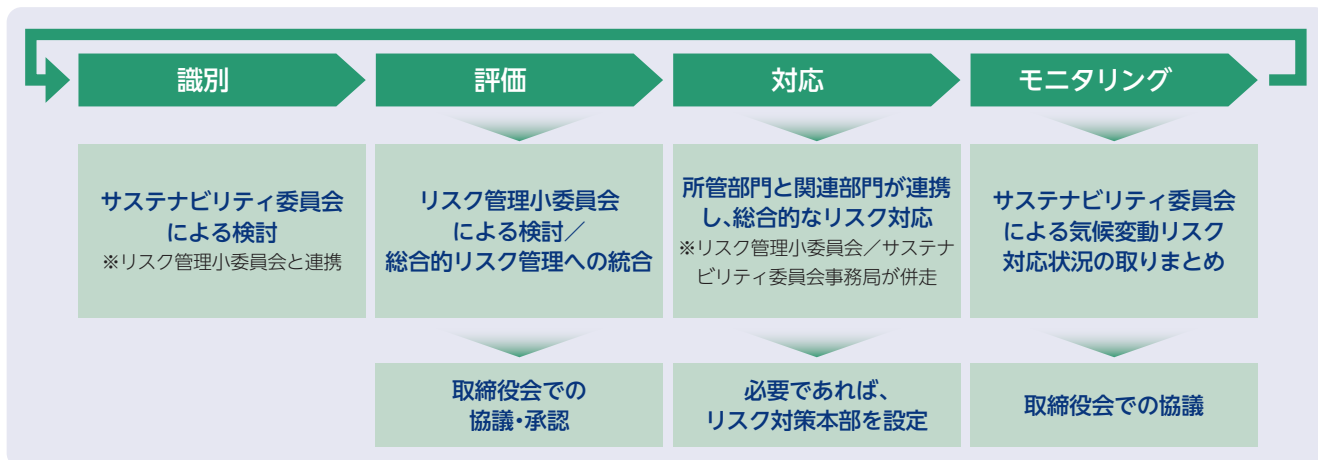 識別
評価
対応
モニタリング
サステナビリティ委員会
による検討
※リスク管理小委員会と連携
リスク管理小委員会
による検討／
総合的リスク管理への統合
所管部門と関連部門が連携
し、総合的なリスク対応
※リスク管理小委員会／サステナ
ビリティ委員会事務局が併走
サステナビリティ委員会
による気候変動リスク
対応状況の取りまとめ
取締役会での
協議・承認
必要であれば、
リスク対策本部を設定
取締役会での協議